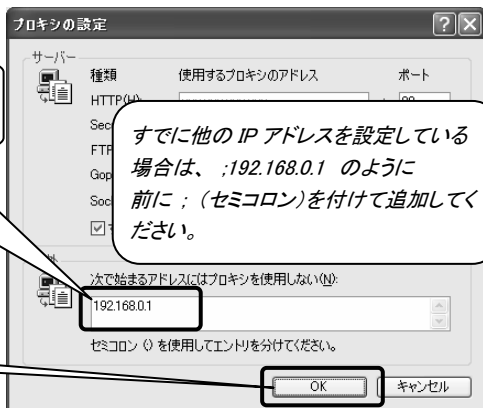 プロキシの設定
サーバー
種類 使用するプロキシのアドレス ポート
HTTP(H):
Sec
FTP
Gop
Soc
すでに他の IP アドレスを設定している
場合は、 ;192.168.0.1 のように
前に ; (セミコロン)を付けて追加してく
ださい。
次で始まるアドレスにはプロキシを使用しない(N):
192.168.0.1
セミコロン (;) を使用してエントリを分けてください。
OK キャンセル